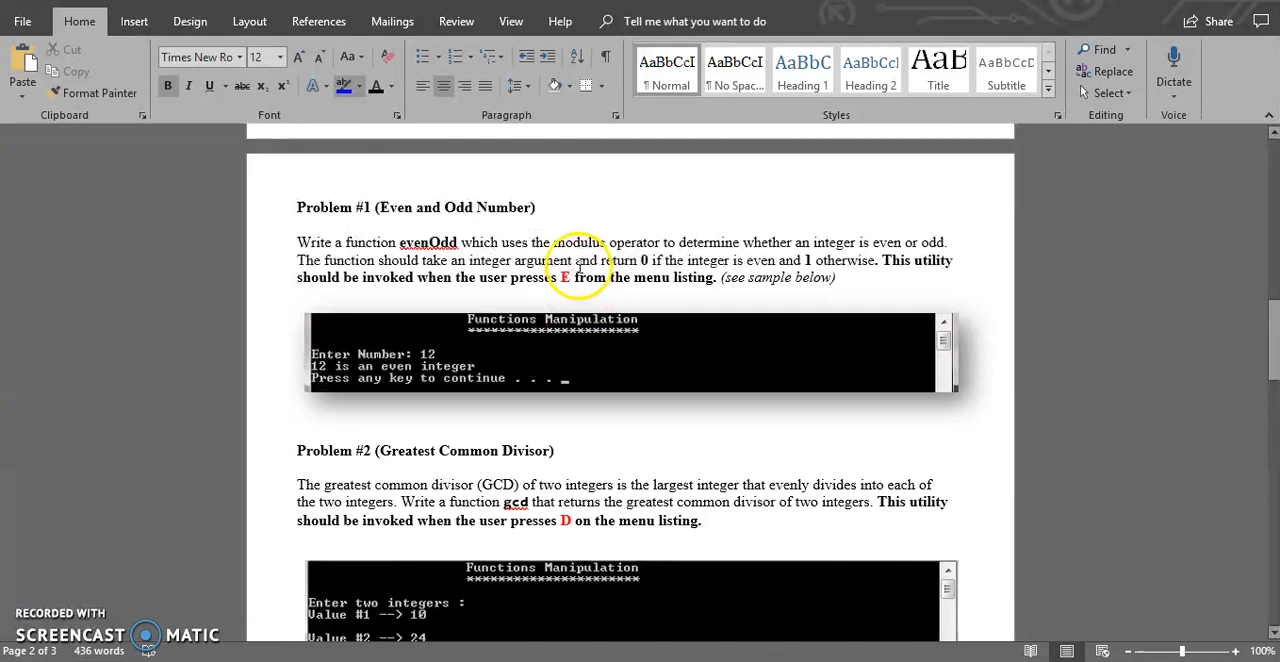 File Home Insert Design Layout References Mailings Review View Help Tell me what you want to do Share
Cut
Copy
Paste
Format Painter
Clipboard
Times New Ro 12
B I U abc x₂ x² A A
Font
Paragraph
AaBbCcI AaBbCcI AaBbC AaBbCcI AaBb AaBbCcD
¶ Normal ¶ No Spac... Heading 1 Heading 2 Title Subtitle
Styles
Find
Replace
Select
Editing
Dictate
Voice
Problem #1 (Even and Odd Number)
Write a function evenOdd which uses the modulus operator to determine whether an integer is even or odd.
The function should take an integer argument and return 0 if the integer is even and 1 otherwise. This utility
should be invoked when the user presses E from the menu listing. (see sample below)
Functions Manipulation
***********************
Enter Number: 12
12 is an even integer
Press any key to continue . . . _
Problem #2 (Greatest Common Divisor)
The greatest common divisor (GCD) of two integers is the largest integer that evenly divides into each of
the two integers. Write a function gcd that returns the greatest common divisor of two integers. This utility
should be invoked when the user presses D on the menu listing.
Functions Manipulation
***********************
Enter two integers :
Value #1 --> 10
Value #2 --> 24
RECORDED WITH
SCREENCAST MATIC
Page 2 of 3 436 words 100%